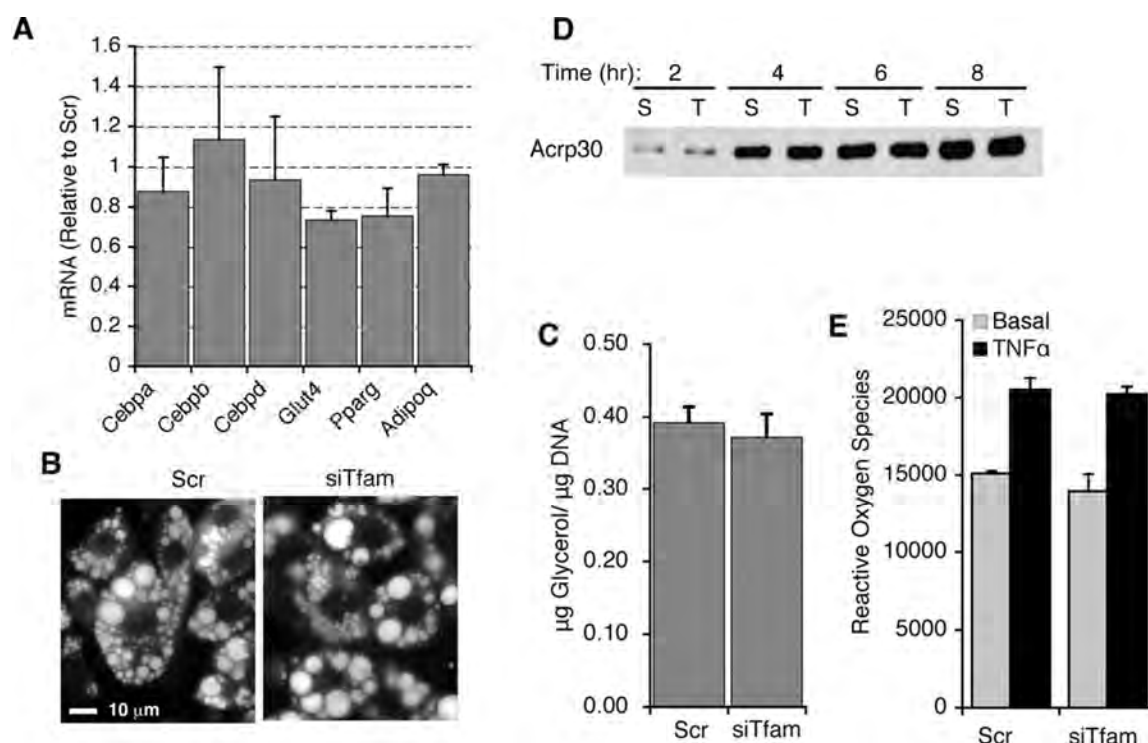 A
1.6
1.4
1.2
1
0.8
0.6
0.4
0.2
0
mRNA (Relative to Scr)
Cebpa
Cebpb
Cebpd
Glut4
Pparg
Adipoq
B
Scr
siTfam
10 µm
D
Time (hr): 2 4 6 8
S T S T S T S T
Acrp30
C
0.50
0.40
0.30
0.20
0.10
0.00
µg Glycerol/ µg DNA
Scr siTfam
E
25000
20000
15000
10000
5000
0
Reactive Oxygen Species
Basal
TNFα
Scr siTfam